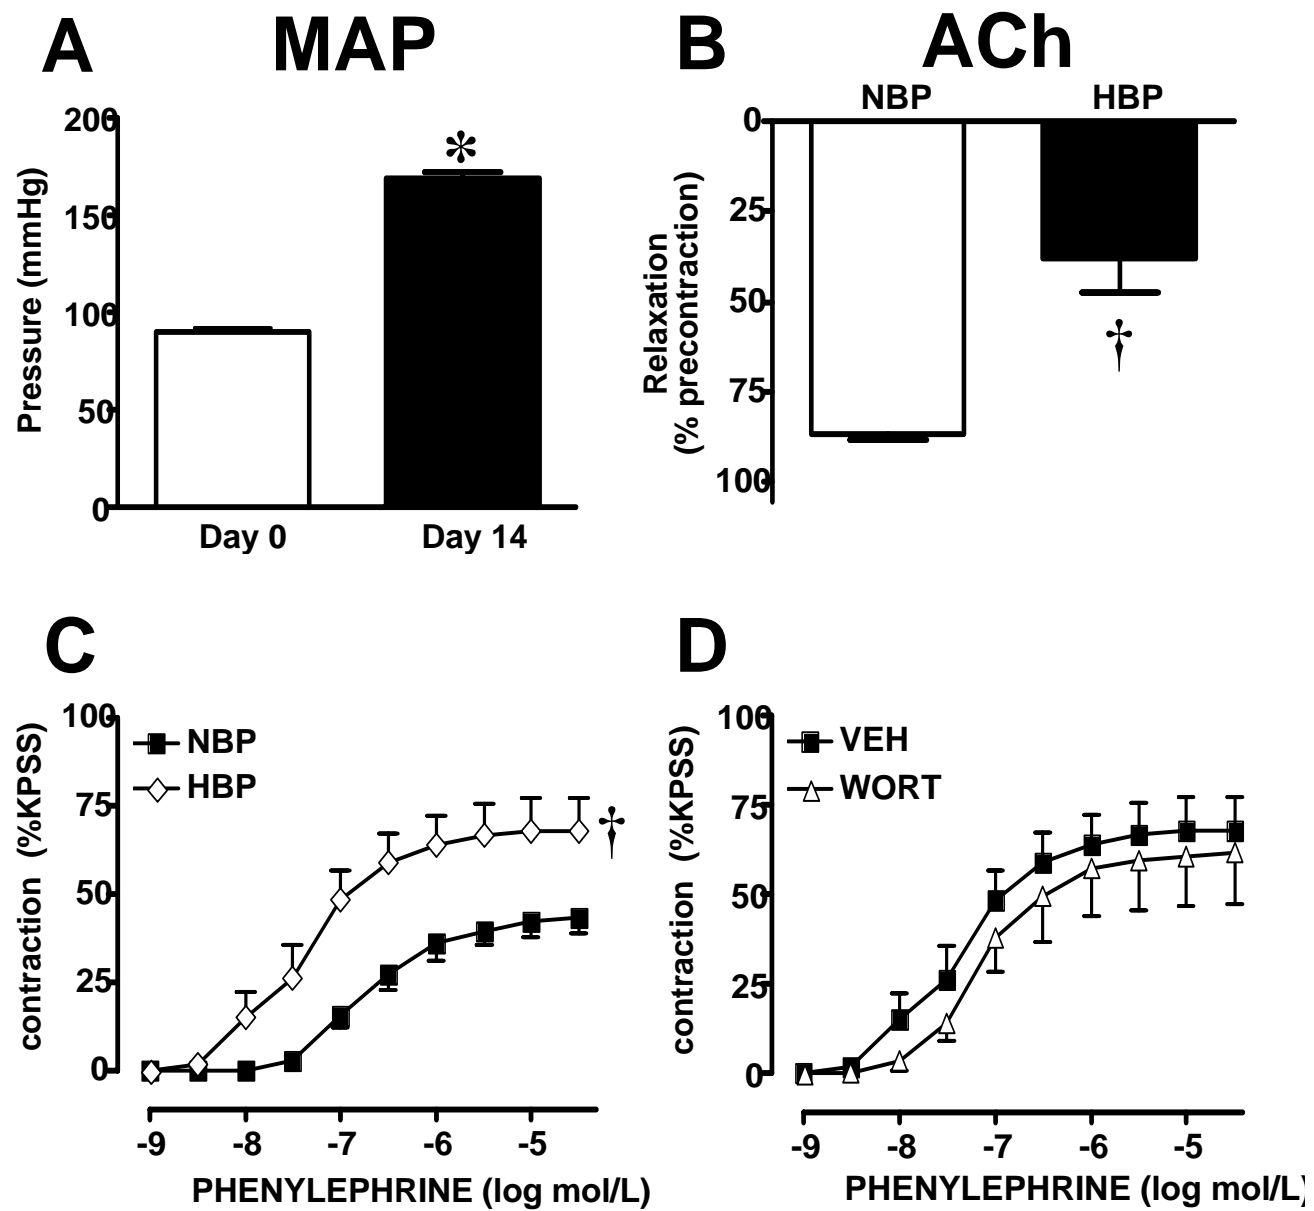 A MAP
200
150
100
50
0
Pressure (mmHg)
*
Day 0 Day 14
B ACh
NBP HBP
0
25
50
75
100
Relaxation
(% precontraction)
†
C
100
75
50
25
0
contraction (%KPSS)
NBP
HBP
†
-9 -8 -7 -6 -5
PHENYLEPHRINE (log mol/L)
D
100
75
50
25
0
contraction (%KPSS)
VEH
WORT
-9 -8 -7 -6 -5
PHENYLEPHRINE (log mol/L)